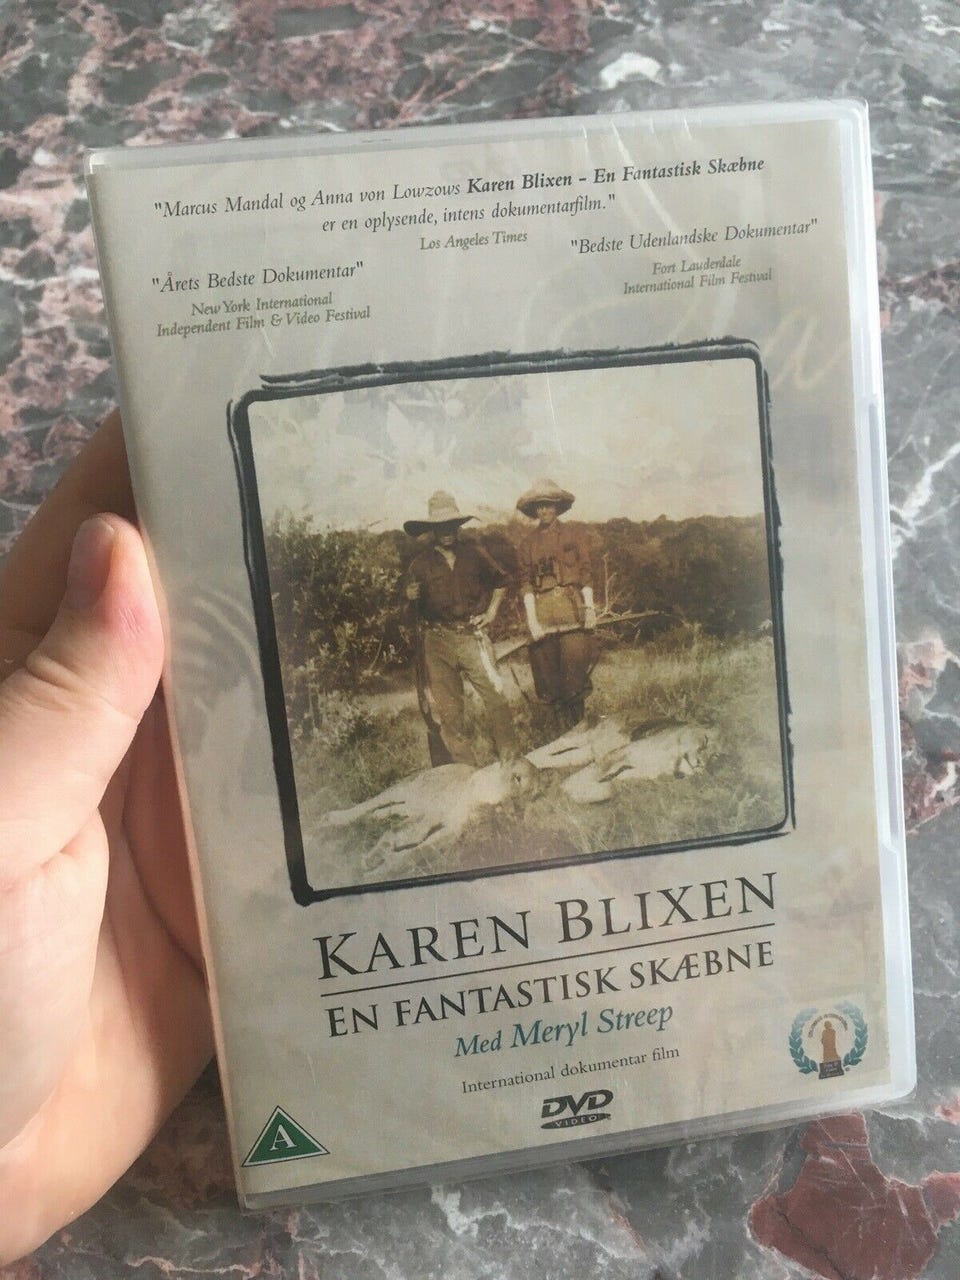 "Marcus Mandal og Anna von Lowzows Karen Blixen – En Fantastisk Skæbne
er en oplysende, intens dokumentarfilm."
Los Angeles Times
"Årets Bedste Dokumentar"
New York International
Independent Film & Video Festival
"Bedste Udenlandske Dokumentar"
Fort Lauderdale
International Film Festival
KAREN BLIXEN
EN FANTASTISK SKÆBNE
Med Meryl Streep
International dokumentar film
DVD
VIDEO
A